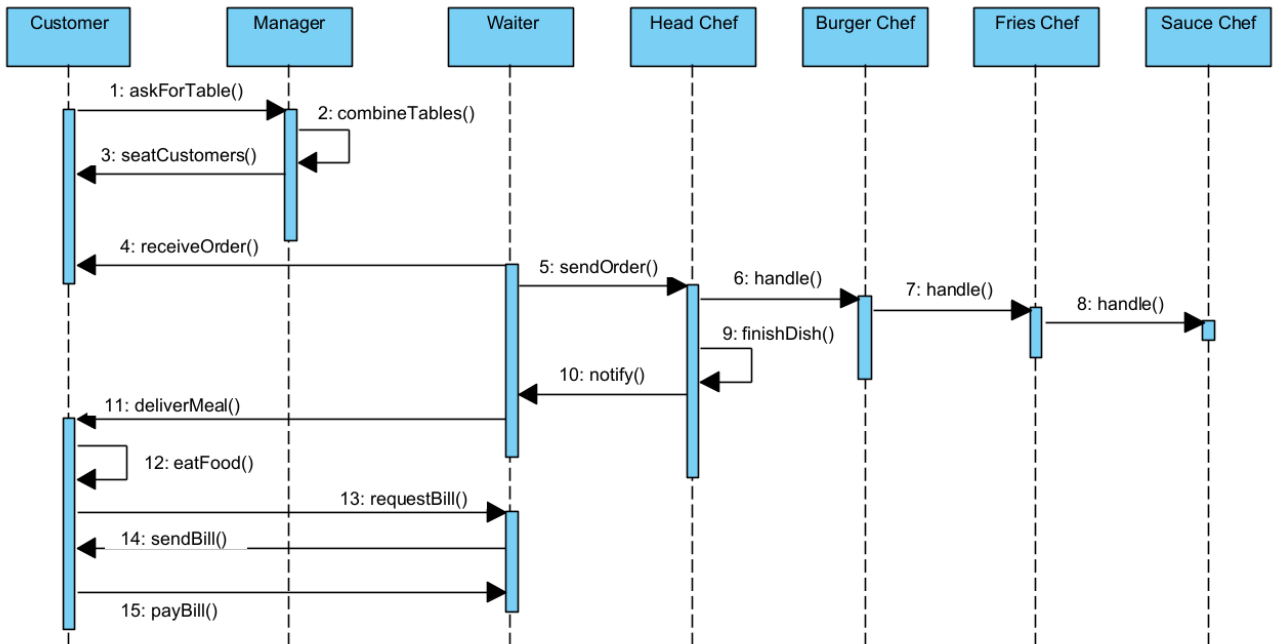 Customer
Manager
Waiter
Head Chef
Burger Chef
Fries Chef
Sauce Chef
1: askForTable()
2: combineTables()
3: seatCustomers()
4: receiveOrder()
5: sendOrder()
6: handle()
7: handle()
8: handle()
9: finishDish()
10: notify()
11: deliverMeal()
12: eatFood()
13: requestBill()
14: sendBill()
15: payBill()